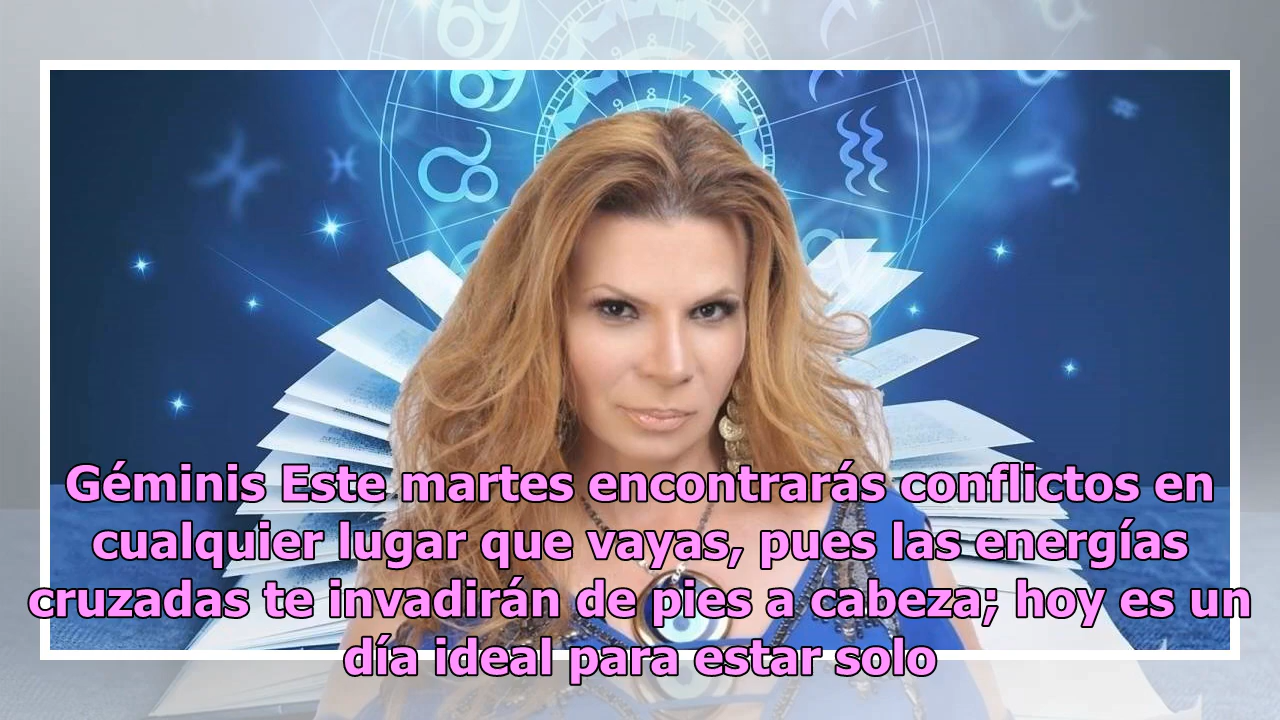 Géminis Este martes encontrarás conflictos en
cualquier lugar que vayas, pues las energías
cruzadas te invadirán de pies a cabeza; hoy es un
día ideal para estar solo